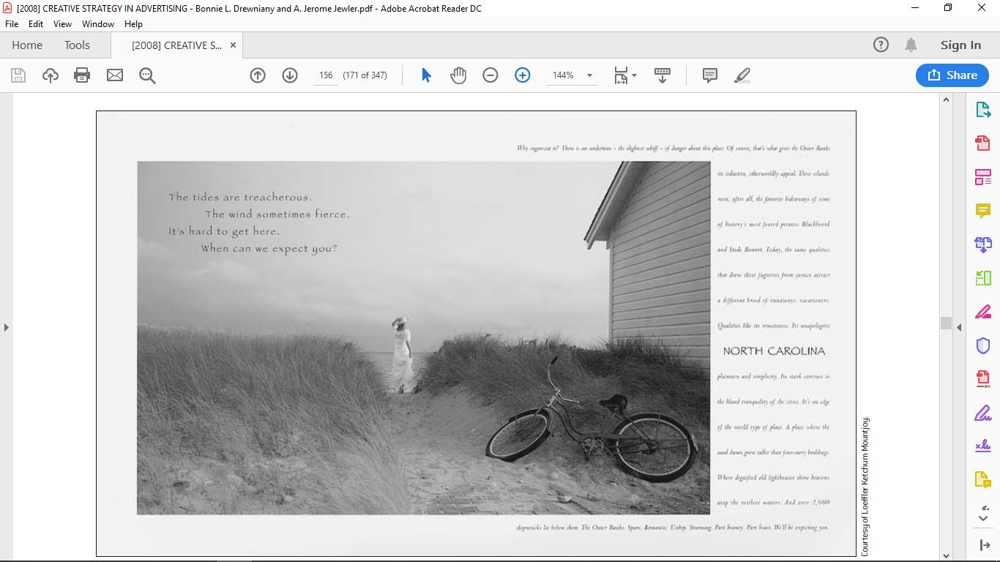 [2008] CREATIVE STRATEGY IN ADVERTISING - Bonnie L. Drewniany and A. Jerome Jewler.pdf - Adobe Acrobat Reader DC
File Edit View Window Help
Home Tools [2008] CREATIVE S... × Sign In
156 (171 of 347) 144% Share
Why sugarcoat it? There is an undertone – the slightest whiff – of danger about this place. Of course, that's what gives the Outer Banks
its seductive, otherworldly appeal. These islands
were, after all, the favorite hideaways of some
of history's most feared pirates: Blackbeard
and Stede Bonnet. Today, the same qualities
that drew these fugitives from justice attract
a different breed of runaways: vacationers.
Qualities like its remoteness. Its unapologetic
NORTH CAROLINA
plainness and simplicity. Its stark contrast to
the bland tranquility of the cities. It's an edge
of the world type of place. A place where the
sand dunes grow taller than four-story buildings.
Where dignified old lighthouses shine beacons
atop the restless waters. And over 2,000
shipwrecks lie below them. The Outer Banks. Spare. Romantic. Unhip. Stunning. Part beauty. Part beast. We'll be expecting you.
The tides are treacherous.
The wind sometimes fierce.
It's hard to get here.
When can we expect you?
Courtesy of Loeffler Ketchum Mountjoy.